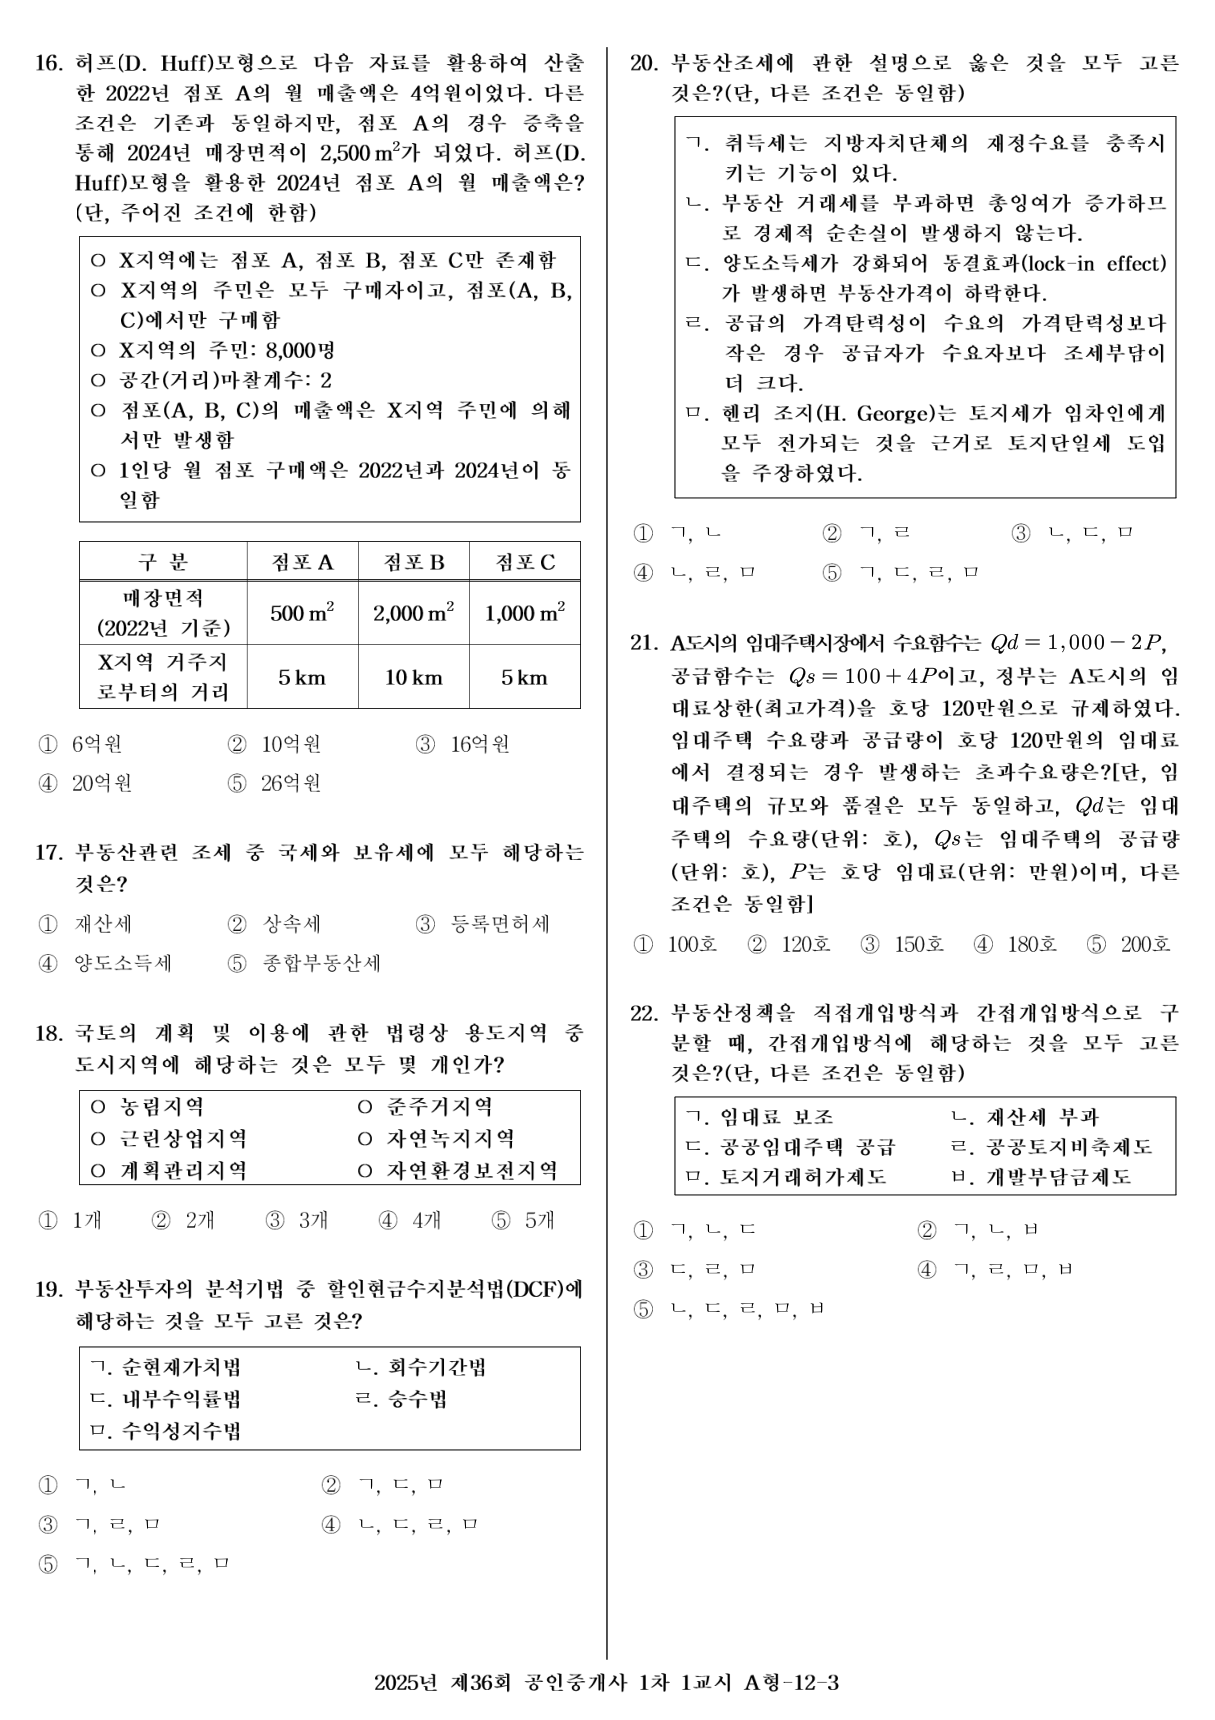 16. 허프(D. Huff)모형으로 다음 자료를 활용하여 산출
한 2022년 점포 A의 월 매출액은 4억원이었다. 다른
조건은 기존과 동일하지만, 점포 A의 경우 증축을
통해 2024년 매장면적이 2,500 m²가 되었다. 허프(D.
Huff)모형을 활용한 2024년 점포 A의 월 매출액은?
(단, 주어진 조건에 한함)
○ X지역에는 점포 A, 점포 B, 점포 C만 존재함
○ X지역의 주민은 모두 구매자이고, 점포(A, B,
C)에서만 구매함
○ X지역의 주민: 8,000명
○ 공간(거리)마찰계수: 2
○ 점포(A, B, C)의 매출액은 X지역 주민에 의해
서만 발생함
○ 1인당 월 점포 구매액은 2022년과 2024년이 동
일함
구 분 점포 A 점포 B 점포 C
매장면적
(2022년 기준) 500 m² 2,000 m² 1,000 m²
X지역 거주지
로부터의 거리 5 km 10 km 5 km
① 6억원 ② 10억원 ③ 16억원
④ 20억원 ⑤ 26억원
17. 부동산관련 조세 중 국세와 보유세에 모두 해당하는
것은?
① 재산세 ② 상속세 ③ 등록면허세
④ 양도소득세 ⑤ 종합부동산세
18. 국토의 계획 및 이용에 관한 법령상 용도지역 중
도시지역에 해당하는 것은 모두 몇 개인가?
○ 농림지역 ○ 준주거지역
○ 근린상업지역 ○ 자연녹지지역
○ 계획관리지역 ○ 자연환경보전지역
① 1개 ② 2개 ③ 3개 ④ 4개 ⑤ 5개
19. 부동산투자의 분석기법 중 할인현금수지분석법(DCF)에
해당하는 것을 모두 고른 것은?
ㄱ. 순현재가치법 ㄴ. 회수기간법
ㄷ. 내부수익률법 ㄹ. 승수법
ㅁ. 수익성지수법
① ㄱ, ㄴ ② ㄱ, ㄷ, ㅁ
③ ㄱ, ㄹ, ㅁ ④ ㄴ, ㄷ, ㄹ, ㅁ
⑤ ㄱ, ㄴ, ㄷ, ㄹ, ㅁ
20. 부동산조세에 관한 설명으로 옳은 것을 모두 고른
것은?(단, 다른 조건은 동일함)
ㄱ. 취득세는 지방자치단체의 재정수요를 충족시
키는 기능이 있다.
ㄴ. 부동산 거래세를 부과하면 총잉여가 증가하므
로 경제적 순손실이 발생하지 않는다.
ㄷ. 양도소득세가 강화되어 동결효과(lock-in effect)
가 발생하면 부동산가격이 하락한다.
ㄹ. 공급의 가격탄력성이 수요의 가격탄력성보다
작은 경우 공급자가 수요자보다 조세부담이
더 크다.
ㅁ. 헨리 조지(H. George)는 토지세가 임차인에게
모두 전가되는 것을 근거로 토지단일세 도입
을 주장하였다.
① ㄱ, ㄴ ② ㄱ, ㄹ ③ ㄴ, ㄷ, ㅁ
④ ㄴ, ㄹ, ㅁ ⑤ ㄱ, ㄷ, ㄹ, ㅁ
21. A도시의 임대주택시장에서 수요함수는 Qd = 1,000 − 2P,
공급함수는 Qs = 100 + 4P이고, 정부는 A도시의 임
대료상한(최고가격)을 호당 120만원으로 규제하였다.
임대주택 수요량과 공급량이 호당 120만원의 임대료
에서 결정되는 경우 발생하는 초과수요량은?[단, 임
대주택의 규모와 품질은 모두 동일하고, Qd는 임대
주택의 수요량(단위: 호), Qs는 임대주택의 공급량
(단위: 호), P는 호당 임대료(단위: 만원)이며, 다른
조건은 동일함]
① 100호 ② 120호 ③ 150호 ④ 180호 ⑤ 200호
22. 부동산정책을 직접개입방식과 간접개입방식으로 구
분할 때, 간접개입방식에 해당하는 것을 모두 고른
것은?(단, 다른 조건은 동일함)
ㄱ. 임대료 보조 ㄴ. 재산세 부과
ㄷ. 공공임대주택 공급 ㄹ. 공공토지비축제도
ㅁ. 토지거래허가제도 ㅂ. 개발부담금제도
① ㄱ, ㄴ, ㄷ ② ㄱ, ㄴ, ㅂ
③ ㄷ, ㄹ, ㅁ ④ ㄱ, ㄹ, ㅁ, ㅂ
⑤ ㄴ, ㄷ, ㄹ, ㅁ, ㅂ
2025년 제36회 공인중개사 1차 1교시 A형-12-3